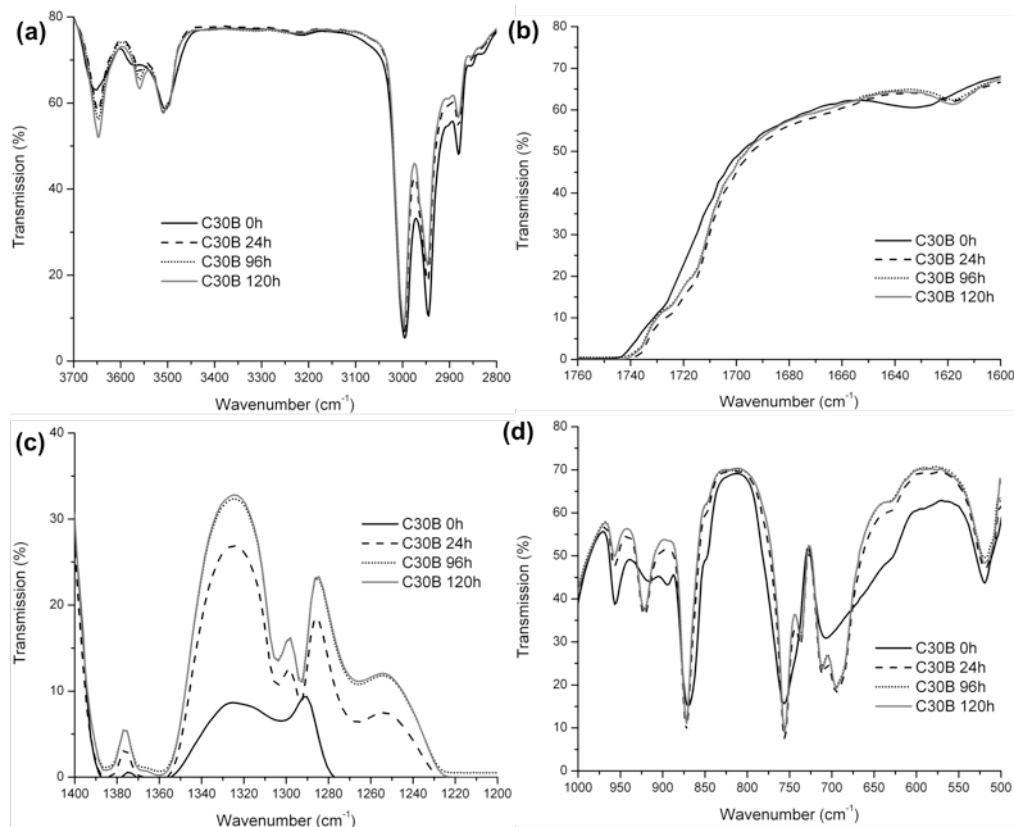 (a)
80
60
40
20
0
Transmission (%)
C30B 0h
C30B 24h
C30B 96h
C30B 120h
3700 3600 3500 3400 3300 3200 3100 3000 2900 2800
Wavenumber (cm⁻¹)
(b)
80
70
60
50
40
30
20
10
0
Transmission (%)
C30B 0h
C30B 24h
C30B 96h
C30B 120h
1760 1740 1720 1700 1680 1660 1640 1620 1600
Wavenumber (cm⁻¹)
(c)
40
30
20
10
0
Transmission (%)
C30B 0h
C30B 24h
C30B 96h
C30B 120h
1400 1380 1360 1340 1320 1300 1280 1260 1240 1220 1200
Wavenumber (cm⁻¹)
(d)
80
70
60
50
40
30
20
10
0
Transmission (%)
C30B 0h
C30B 24h
C30B 96h
C30B 120h
1000 950 900 850 800 750 700 650 600 550 500
Wavenumber (cm⁻¹)